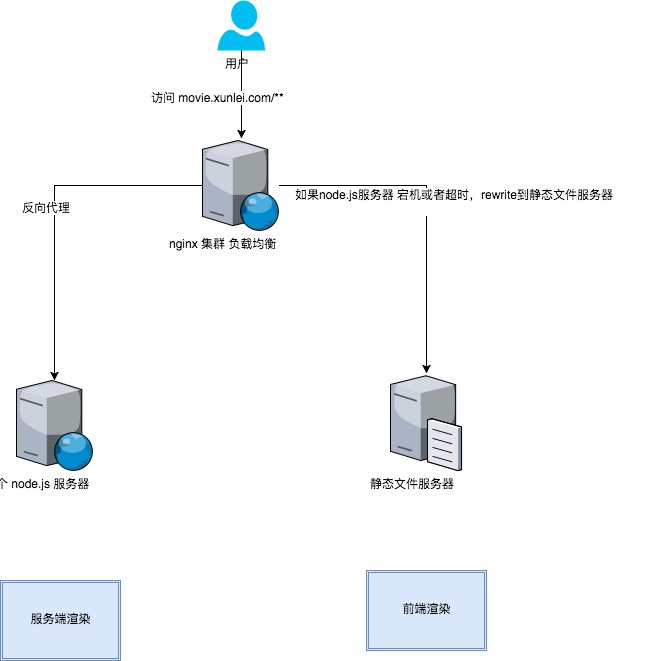 用户
访问 movie.xunlei.com/**
如果node.js服务器 宕机或者超时，rewrite到静态文件服务器
反向代理
nginx 集群 负载均衡
个 node.js 服务器
静态文件服务器
服务端渲染
前端渲染